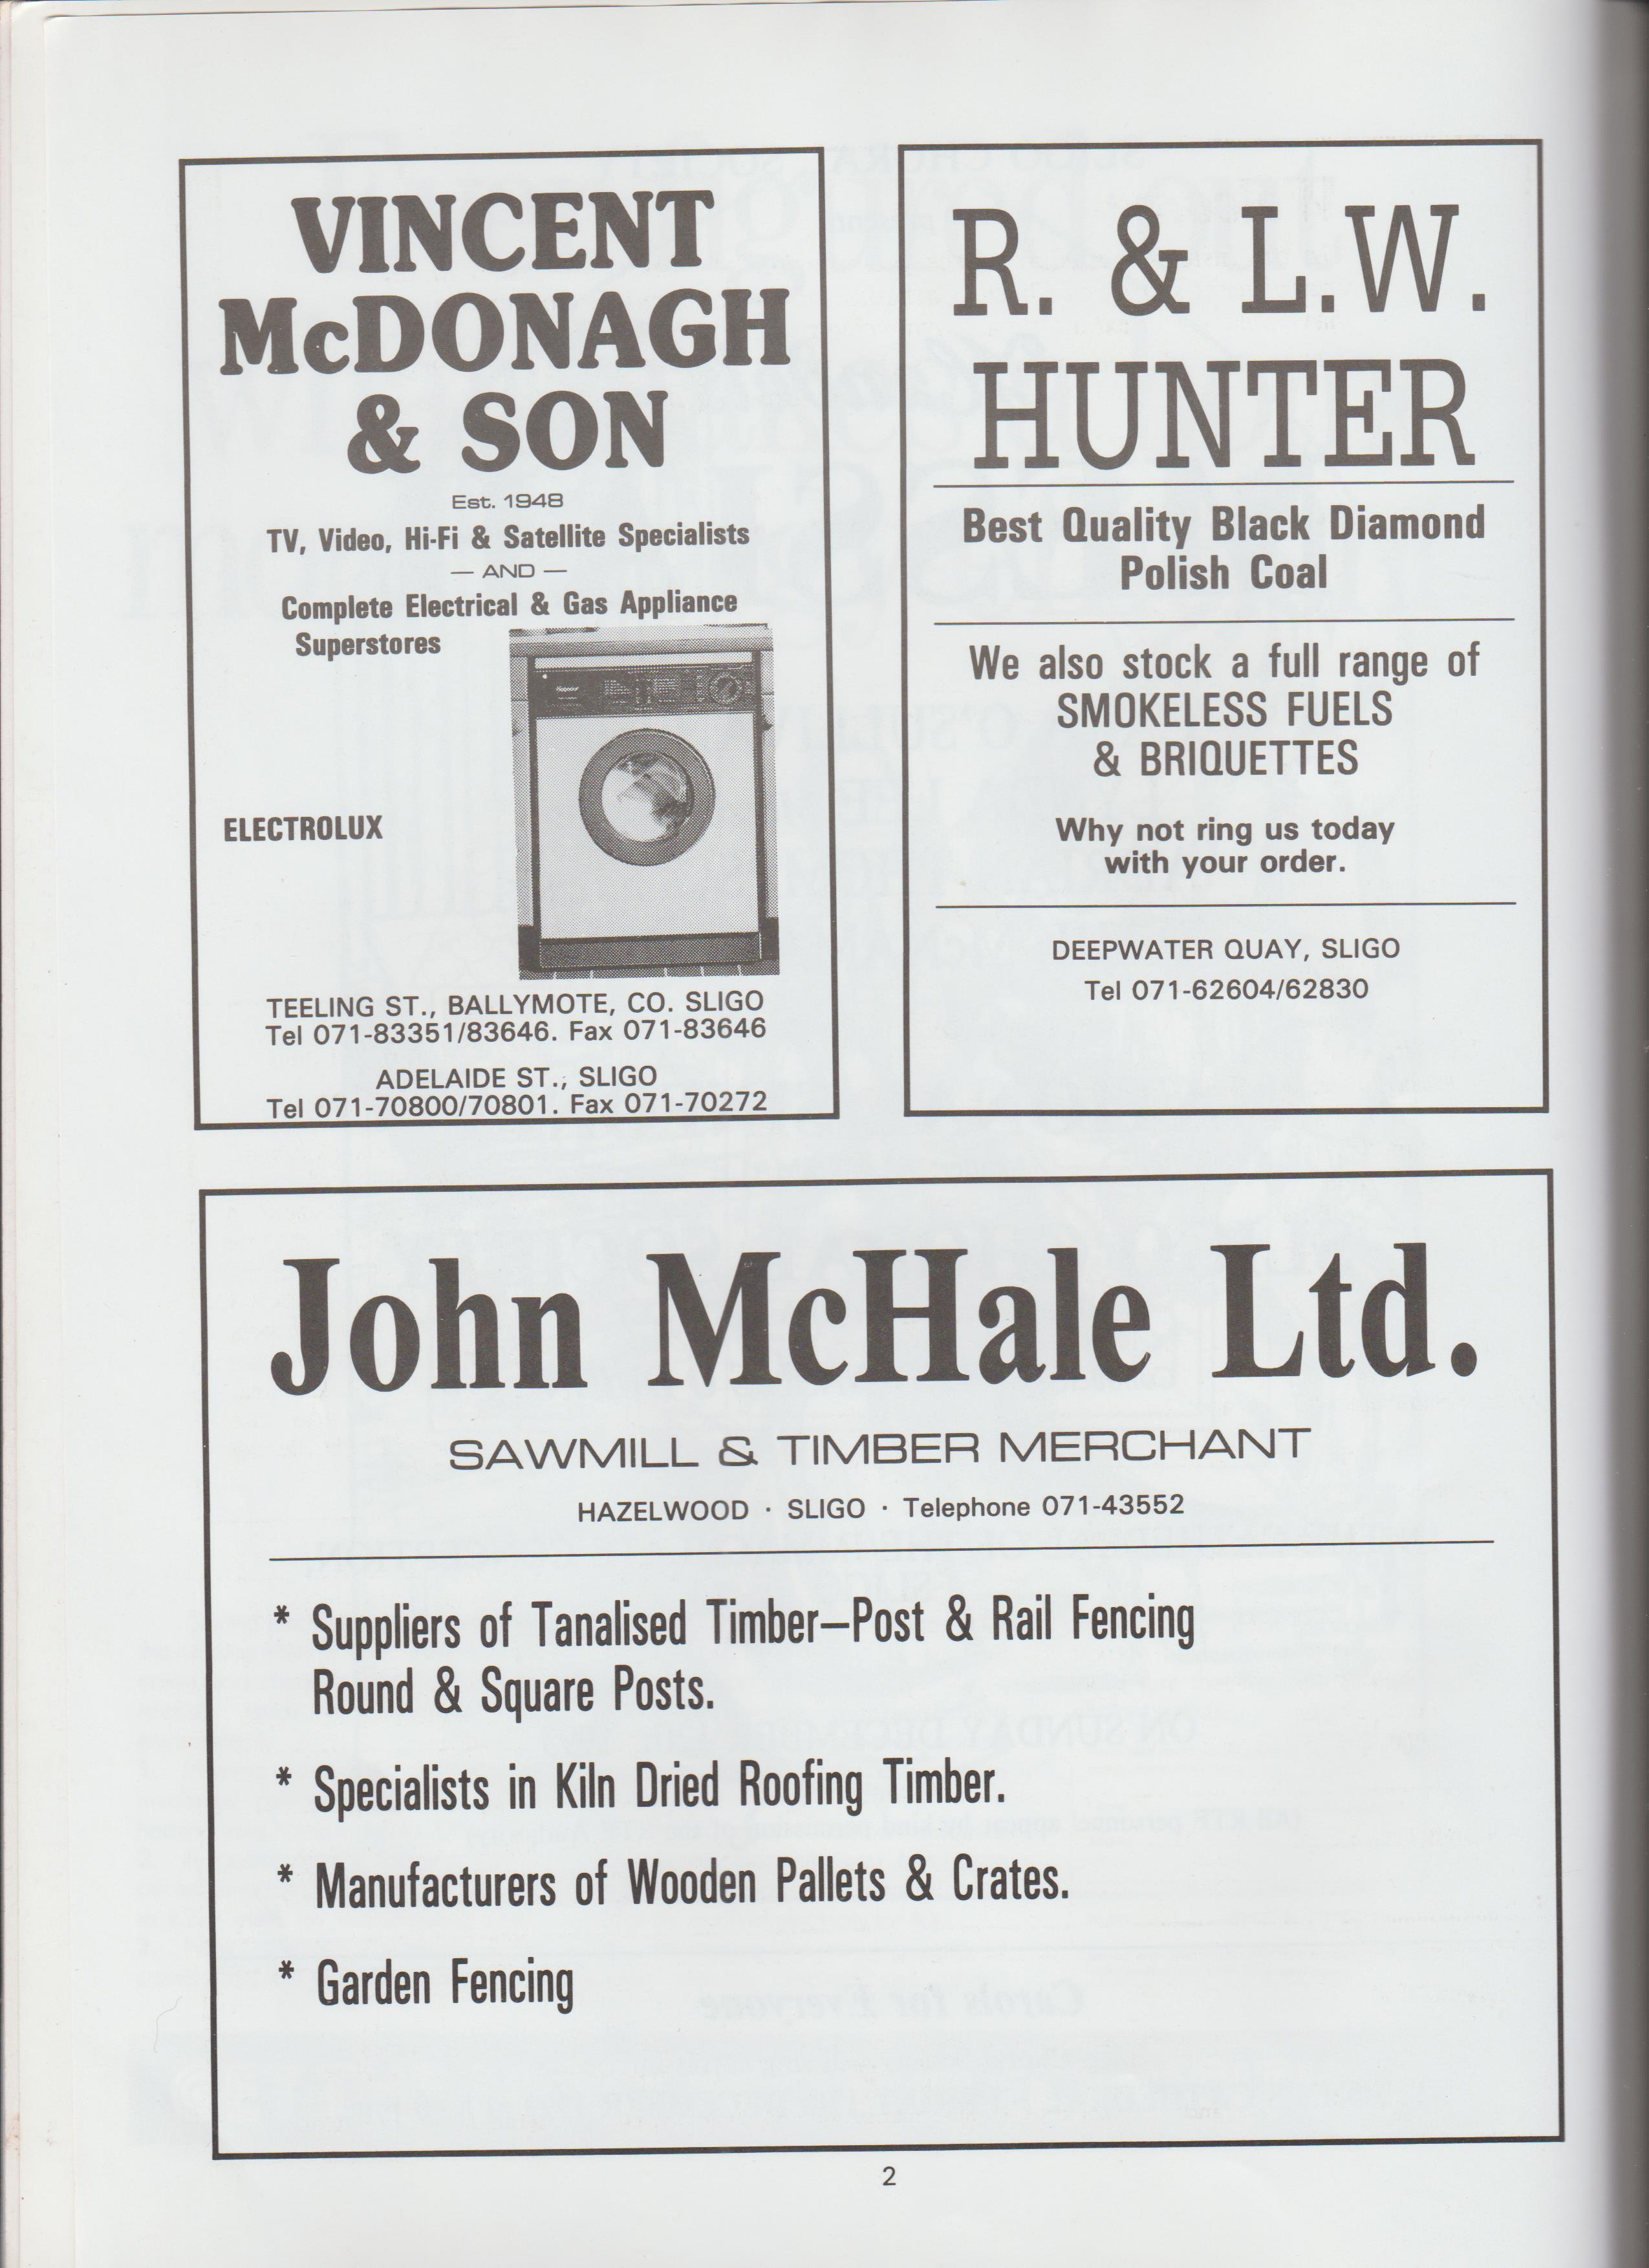 VINCENT
McDONAGH
& SON
Est. 1948
TV, Video, Hi-Fi & Satellite Specialists
— AND —
Complete Electrical & Gas Appliance
Superstores
ELECTROLUX
TEELING ST., BALLYMOTE, CO. SLIGO
Tel 071-83351/83646. Fax 071-83646
ADELAIDE ST., SLIGO
Tel 071-70800/70801. Fax 071-70272
R. & L.W.
HUNTER
Best Quality Black Diamond
Polish Coal
We also stock a full range of
SMOKELESS FUELS
& BRIQUETTES
Why not ring us today
with your order.
DEEPWATER QUAY, SLIGO
Tel 071-62604/62830
John McHale Ltd.
SAWMILL & TIMBER MERCHANT
HAZELWOOD · SLIGO · Telephone 071-43552
* Suppliers of Tanalised Timber–Post & Rail Fencing
Round & Square Posts.
* Specialists in Kiln Dried Roofing Timber.
* Manufacturers of Wooden Pallets & Crates.
* Garden Fencing
2